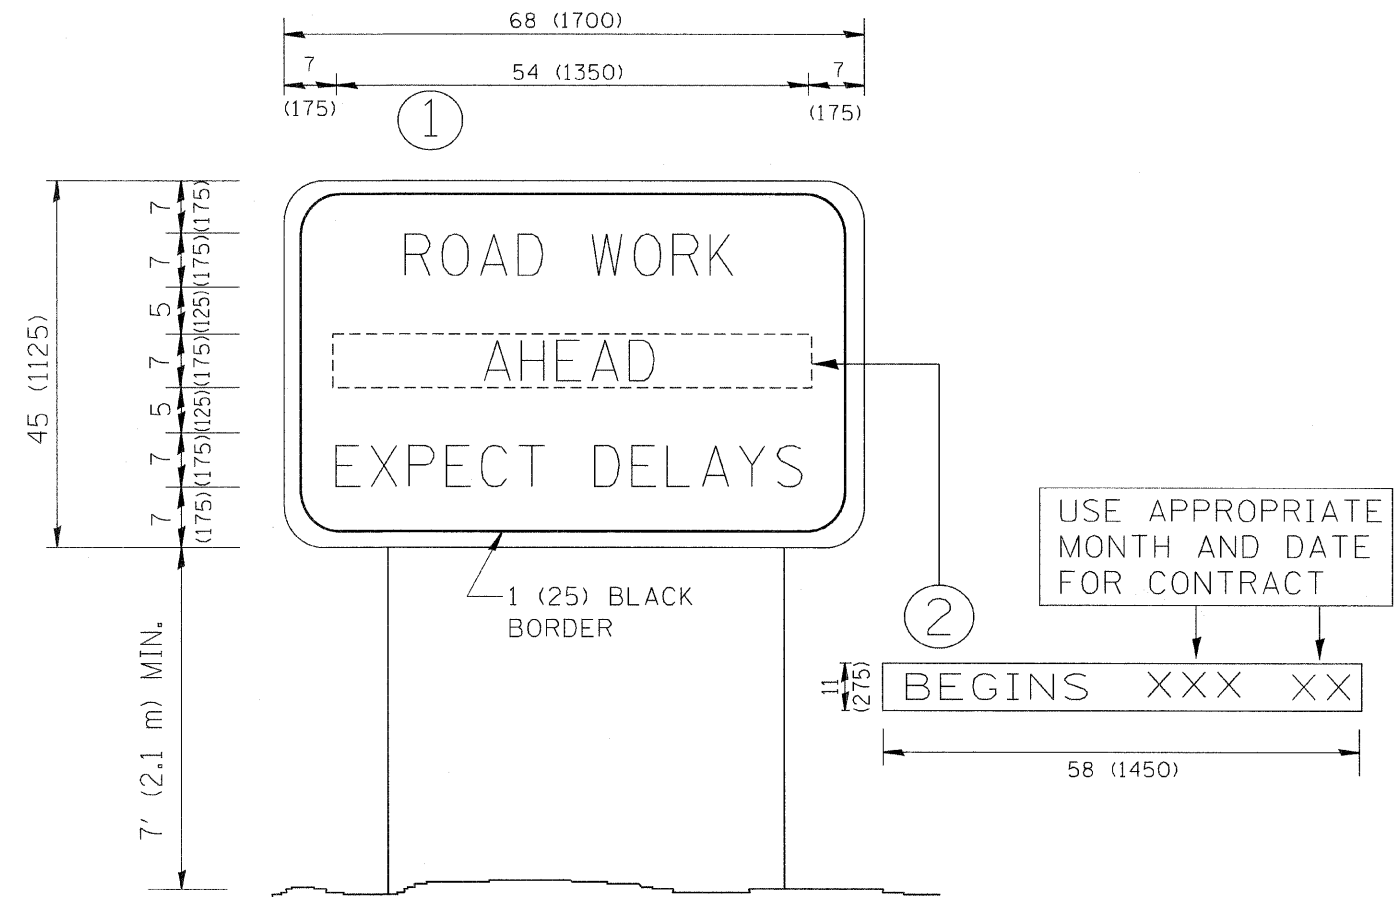 68 (1700)
7
54 (1350)
7
(175)
(175)
1
45 (1125)
7
(175)
7
(175)
5
(125)
7
(175)
5
(125)
7
(175)
7
(175)
ROAD WORK
AHEAD
EXPECT DELAYS
1 (25) BLACK
BORDER
7' (2.1 m) MIN.
USE APPROPRIATE
MONTH AND DATE
FOR CONTRACT
2
11
(275)
BEGINS XXX XX
58 (1450)